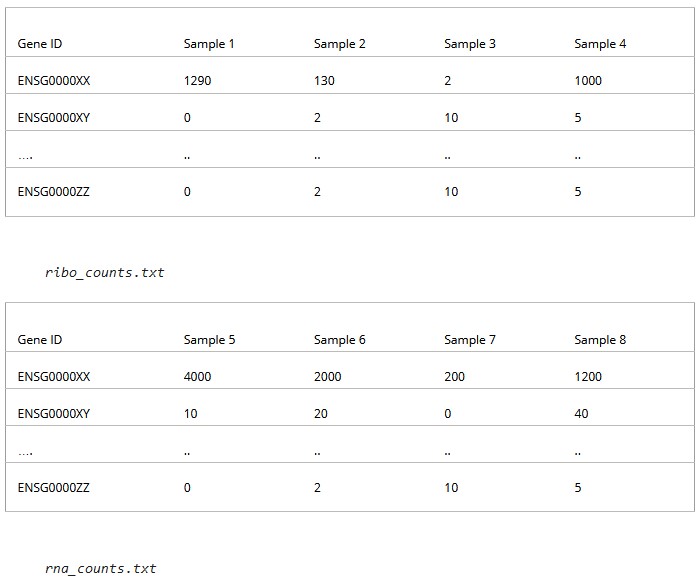 Gene ID Sample 1 Sample 2 Sample 3 Sample 4
ENSG0000XX 1290 130 2 1000
ENSG0000XY 0 2 10 5
.... .. .. .. ..
ENSG0000ZZ 0 2 10 5
ribo_counts.txt
Gene ID Sample 5 Sample 6 Sample 7 Sample 8
ENSG0000XX 4000 2000 200 1200
ENSG0000XY 10 20 0 40
.... .. .. .. ..
ENSG0000ZZ 0 2 10 5
rna_counts.txt